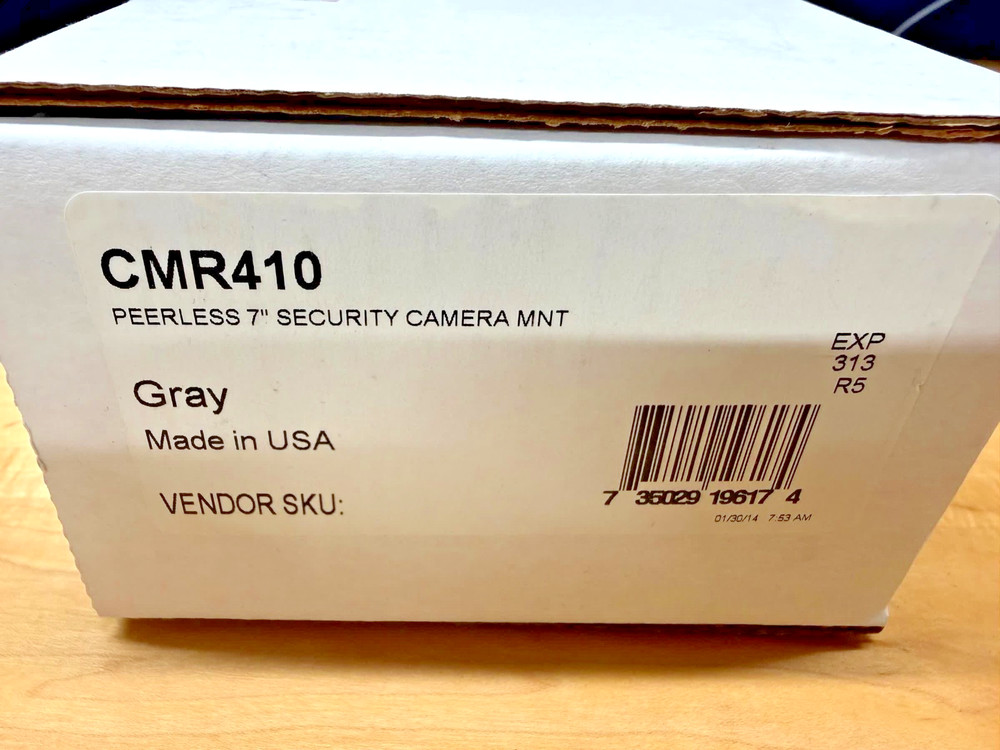 CMR410
PEERLESS 7" SECURITY CAMERA MNT
EXP
313
R5
Gray
Made in USA
VENDOR SKU:
7 35029 19617 4
01/30/14 7:53 AM